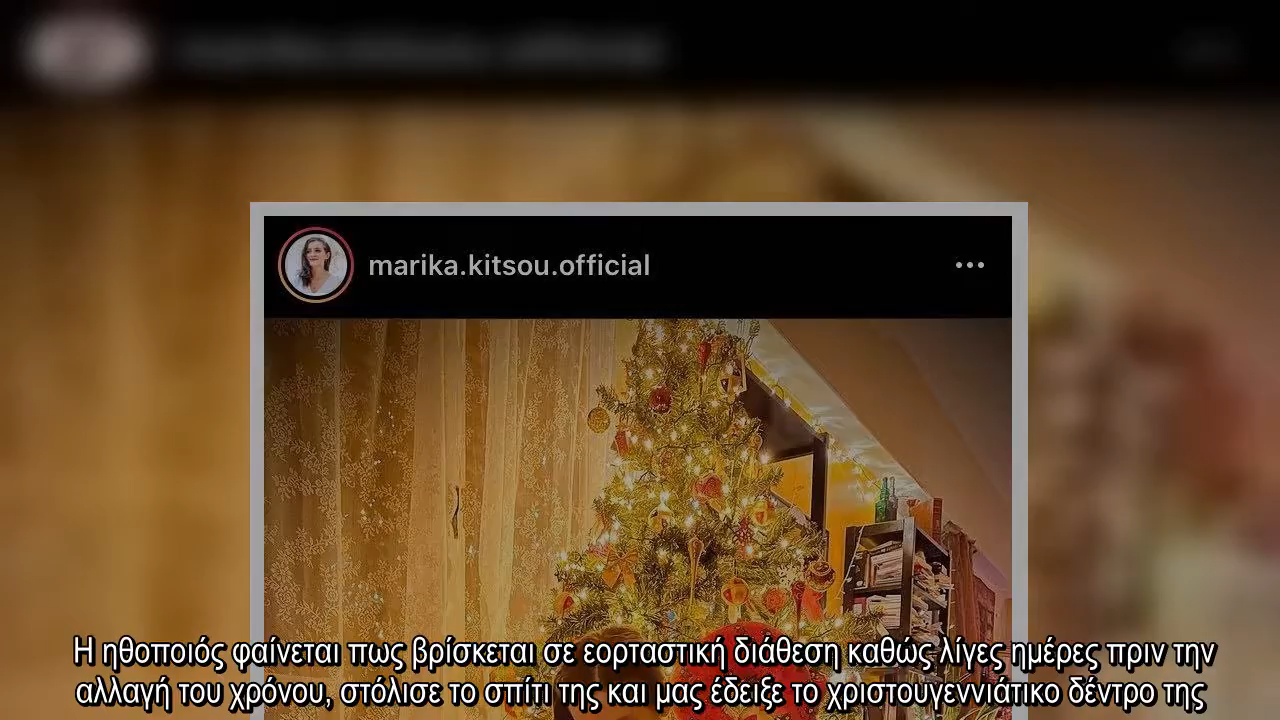 marika.kitsou.official
Η ηθοποιός φαίνεται πως βρίσκεται σε εορταστική διάθεση καθώς λίγες ημέρες πριν την
αλλαγή του χρόνου, στόλισε το σπίτι της και μας έδειξε το χριστουγεννιάτικο δέντρο της